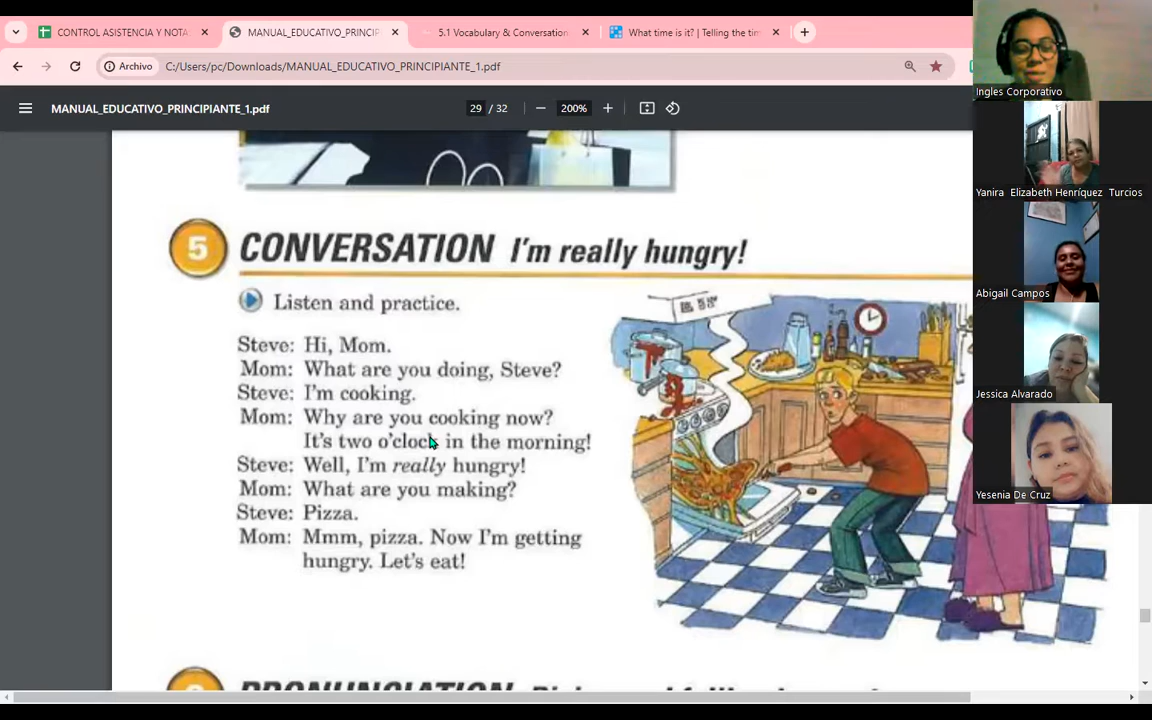 CONTROL ASISTENCIA Y NOTA
MANUAL_EDUCATIVO_PRINCIP
5.1 Vocabulary & Conversation
What time is it? | Telling the tim
Archivo
C:/Users/pc/Downloads/MANUAL_EDUCATIVO_PRINCIPIANTE_1.pdf
MANUAL_EDUCATIVO_PRINCIPIANTE_1.pdf
29 / 32
200%
5 CONVERSATION I'm really hungry!
Listen and practice.
Steve: Hi, Mom.
Mom: What are you doing, Steve?
Steve: I'm cooking.
Mom: Why are you cooking now?
It's two o'clock in the morning!
Steve: Well, I'm really hungry!
Mom: What are you making?
Steve: Pizza.
Mom: Mmm, pizza. Now I'm getting
hungry. Let's eat!
Ingles Corporativo
Yanira Elizabeth Henríquez Turcios
Abigail Campos
Jessica Alvarado
Yesenia De Cruz